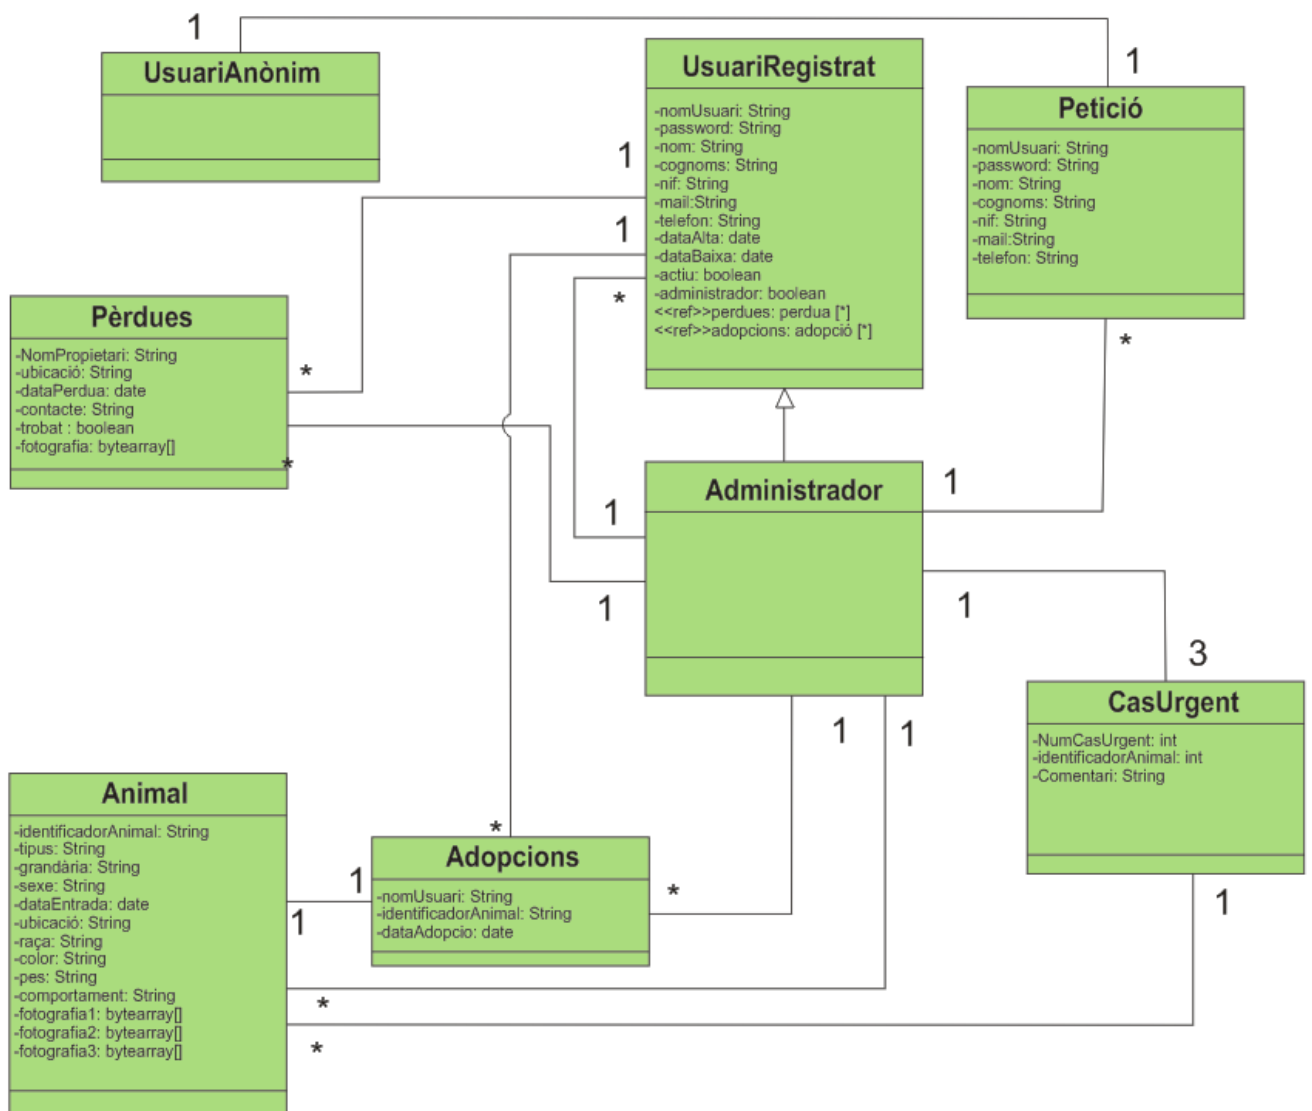 1
UsuariAnònim
UsuariRegistrat
-nomUsuari: String
-password: String
-nom: String
-cognoms: String
-nif: String
-mail:String
-telefon: String
-dataAlta: date
-dataBaixa: date
-actiu: boolean
-administrador: boolean
<<ref>>perdues: perdua [*]
<<ref>>adopcions: adopció [*]
1
Petició
-nomUsuari: String
-password: String
-nom: String
-cognoms: String
-nif: String
-mail:String
-telefon: String
1
1
*
*
Pèrdues
-NomPropietari: String
-ubicació: String
-dataPerdua: date
-contacte: String
-trobat : boolean
-fotografia: bytearray[]
*
*
Administrador
1
1
1
1
3
CasUrgent
-NumCasUrgent: int
-identificadorAnimal: int
-Comentari: String
1
1
Animal
-identificadorAnimal: String
-tipus: String
-grandària: String
-sexe: String
-dataEntrada: date
-ubicació: String
-raça: String
-color: String
-pes: String
-comportament: String
-fotografia1: bytearray[]
-fotografia2: bytearray[]
-fotografia3: bytearray[]
*
Adopcions
-nomUsuari: String
-identificadorAnimal: String
-dataAdopcio: date
1
1
*
1
*
*